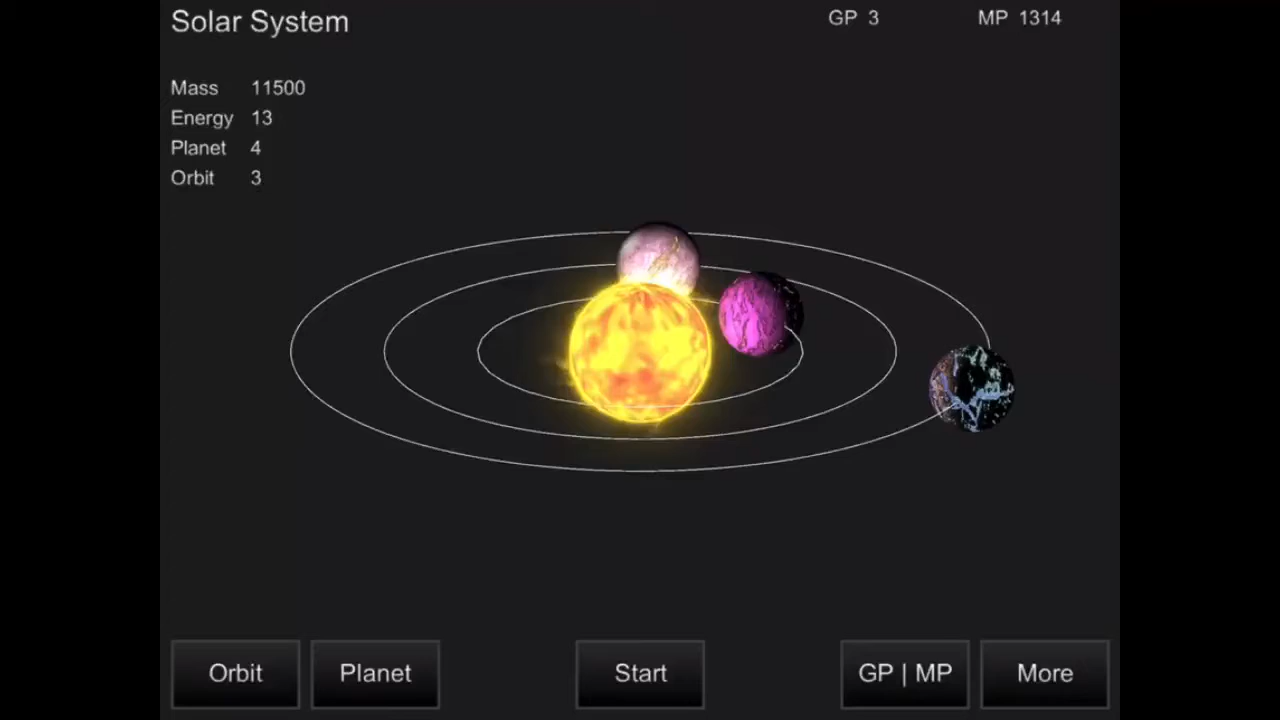 Solar System
GP 3
MP 1314
Mass 11500
Energy 13
Planet 4
Orbit 3
Orbit
Planet
Start
GP | MP
More